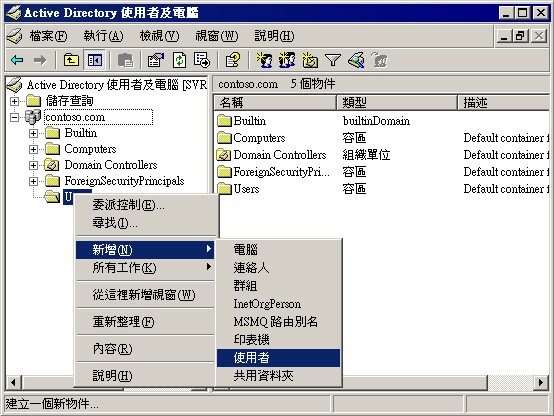 Active Directory 使用者及電腦
檔案(F) 執行(A) 檢視(V) 視窗(W) 說明(H)
Active Directory 使用者及電腦 [SVR
儲存查詢
contoso.com
Builtin
Computers
Domain Controllers
ForeignSecurityPrincipals
contoso.com 5 個物件
名稱 類型 描述
Builtin builtinDomain
Computers 容區 Default container f
Domain Controllers 組織單位 Default container f
ForeignSecurityPri... 容區 Default container f
Users 容區 Default container f
委派控制(E)...
尋找(I)...
新增(N)
所有工作(K)
從這裡新增視窗(W)
重新整理(F)
內容(R)
說明(H)
電腦
連絡人
群組
InetOrgPerson
MSMQ 路由別名
印表機
使用者
共用資料夾
建立一個新物件...